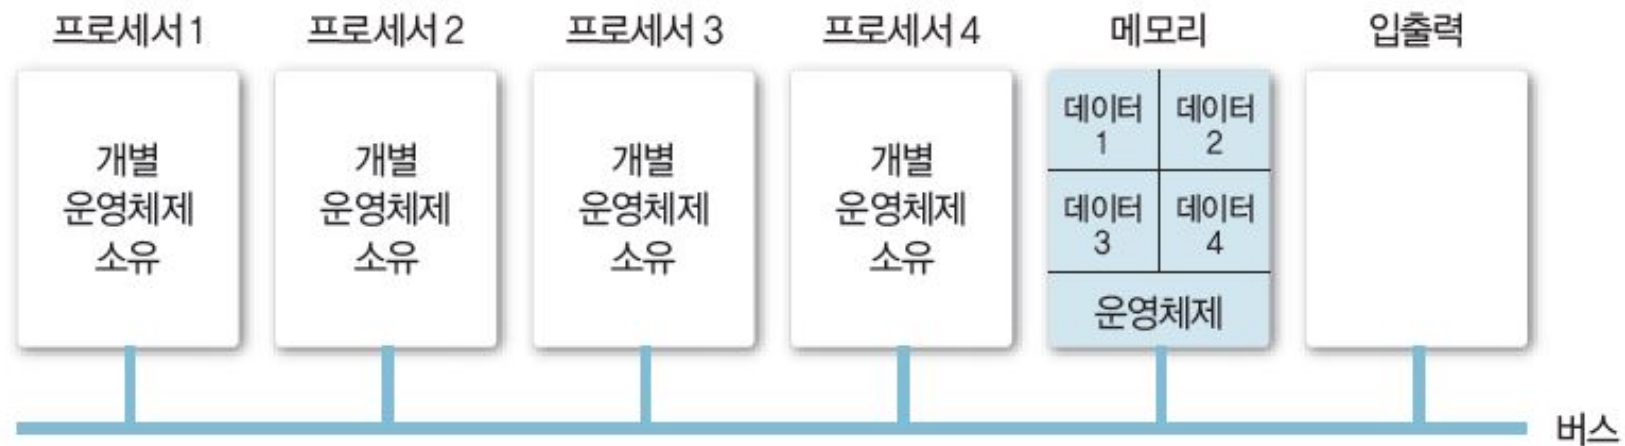 프로세서 1
프로세서 2
프로세서 3
프로세서 4
메모리
입출력
개별
운영체제
소유
개별
운영체제
소유
개별
운영체제
소유
개별
운영체제
소유
데이터
1
데이터
2
데이터
3
데이터
4
운영체제
버스